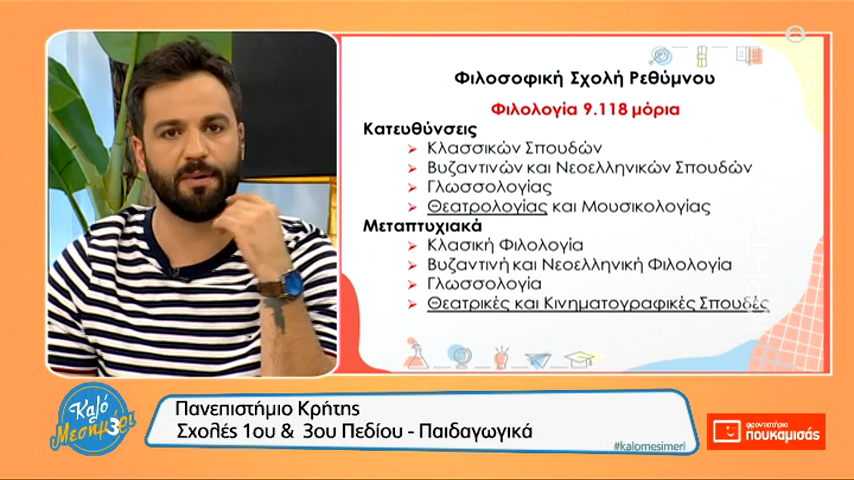 Φιλοσοφική Σχολή Ρεθύμνου
Φιλολογία 9.118 μόρια
Κατευθύνσεις
Κλασσικών Σπουδών
Βυζαντινών και Νεοελληνικών Σπουδών
Γλωσσολογίας
Θεατρολογίας και Μουσικολογίας
Μεταπτυχιακά
Κλασική Φιλολογία
Βυζαντινή και Νεοελληνική Φιλολογία
Γλωσσολογία
Θεατρικές και Κινηματογραφικές Σπουδές
Καλό
Μεσημ3ρι
Πανεπιστήμιο Κρήτης
Σχολές 1ου & 3ου Πεδίου - Παιδαγωγικά
#kalomesimeri
φροντιστήρια
πουκαμισάς